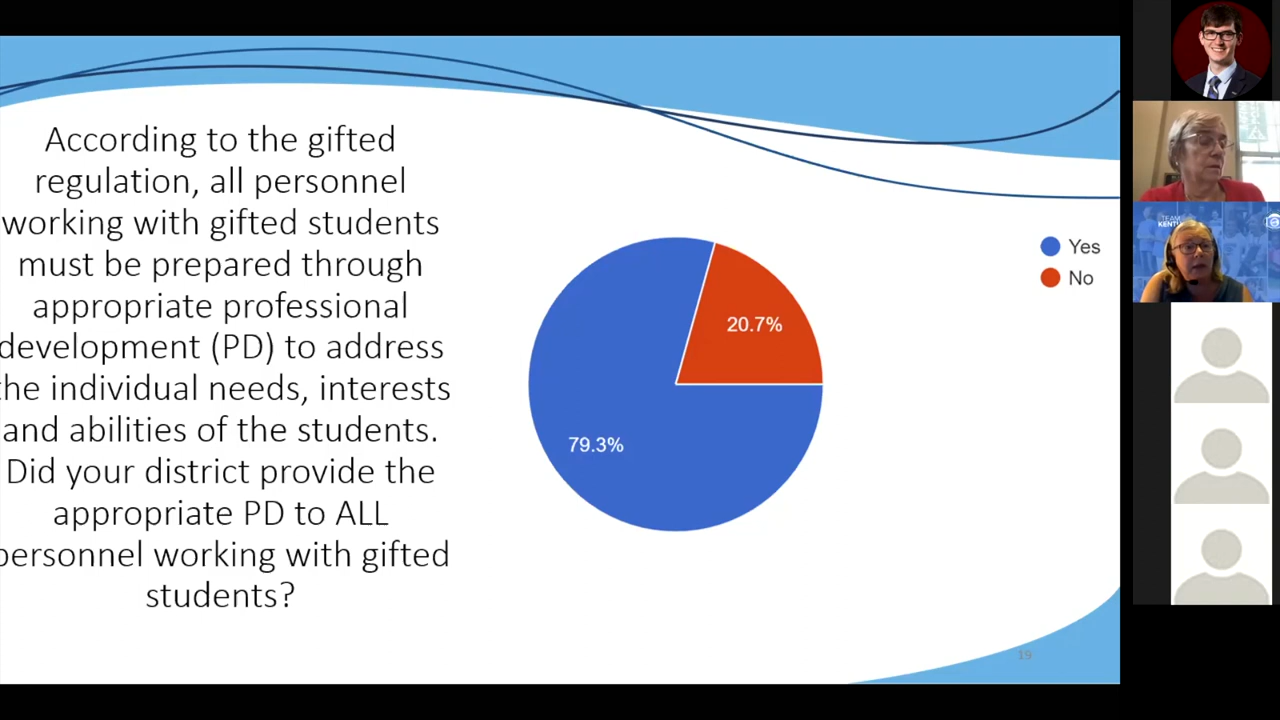 According to the gifted
regulation, all personnel
working with gifted students
must be prepared through
appropriate professional
development (PD) to address
the individual needs, interests
and abilities of the students.
Did your district provide the
appropriate PD to ALL
personnel working with gifted
students?
Yes
No
20.7%
79.3%
19
TEAM